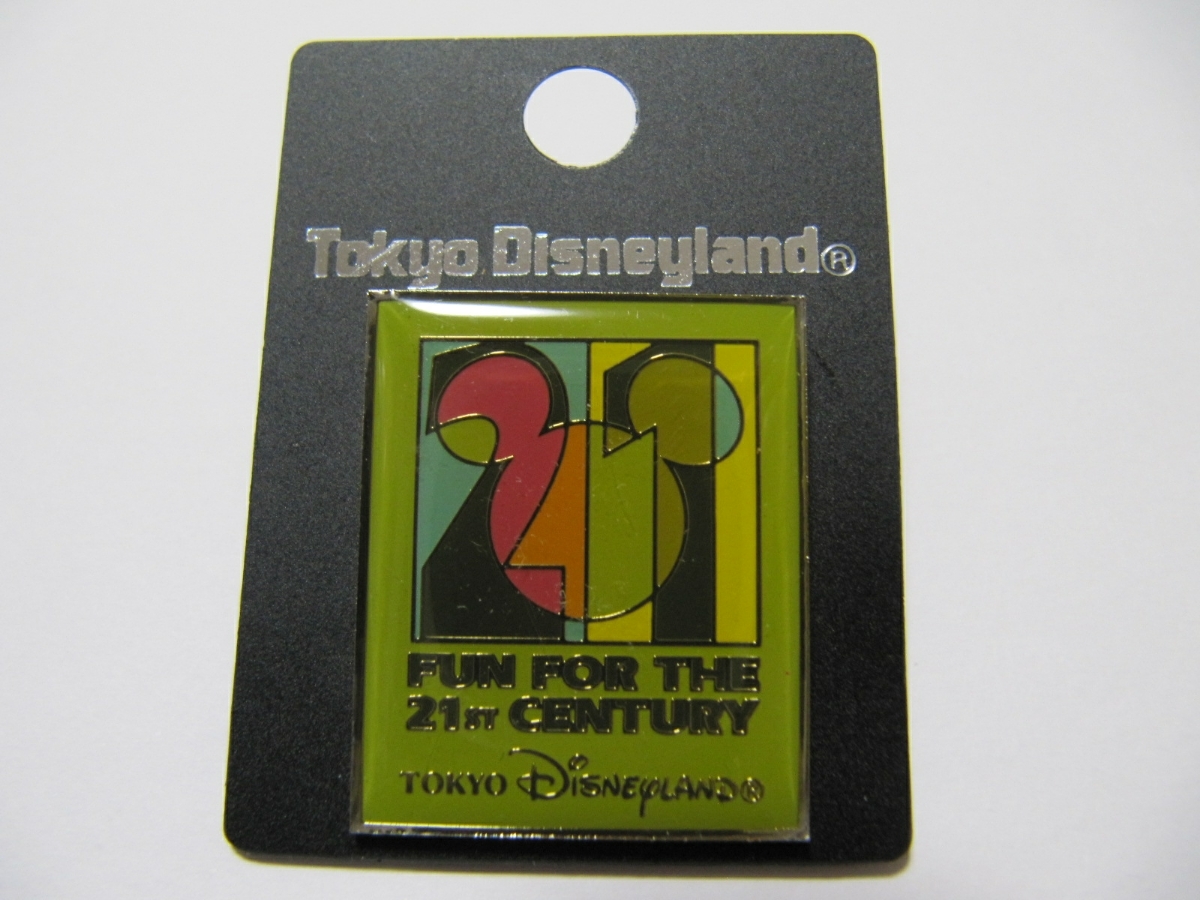 Tokyo Disneyland®
21
FUN FOR THE
21ST CENTURY
TOKYO DISNEYLAND®